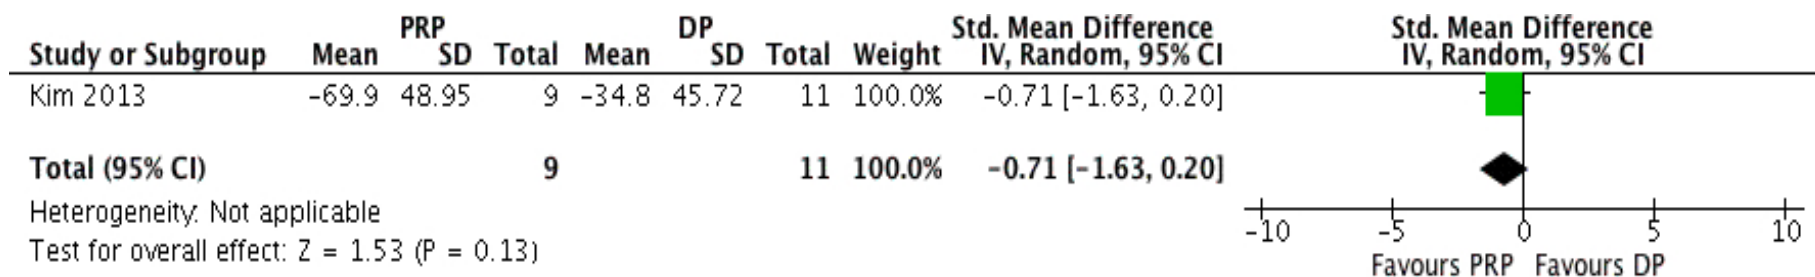 PRP DP Std. Mean Difference Std. Mean Difference
Study or Subgroup Mean SD Total Mean SD Total Weight IV, Random, 95% CI IV, Random, 95% CI
Kim 2013 -69.9 48.95 9 -34.8 45.72 11 100.0% -0.71 [-1.63, 0.20]
Total (95% CI) 9 11 100.0% -0.71 [-1.63, 0.20]
Heterogeneity: Not applicable
Test for overall effect: Z = 1.53 (P = 0.13)
-10 -5 0 5 10
Favours PRP Favours DP